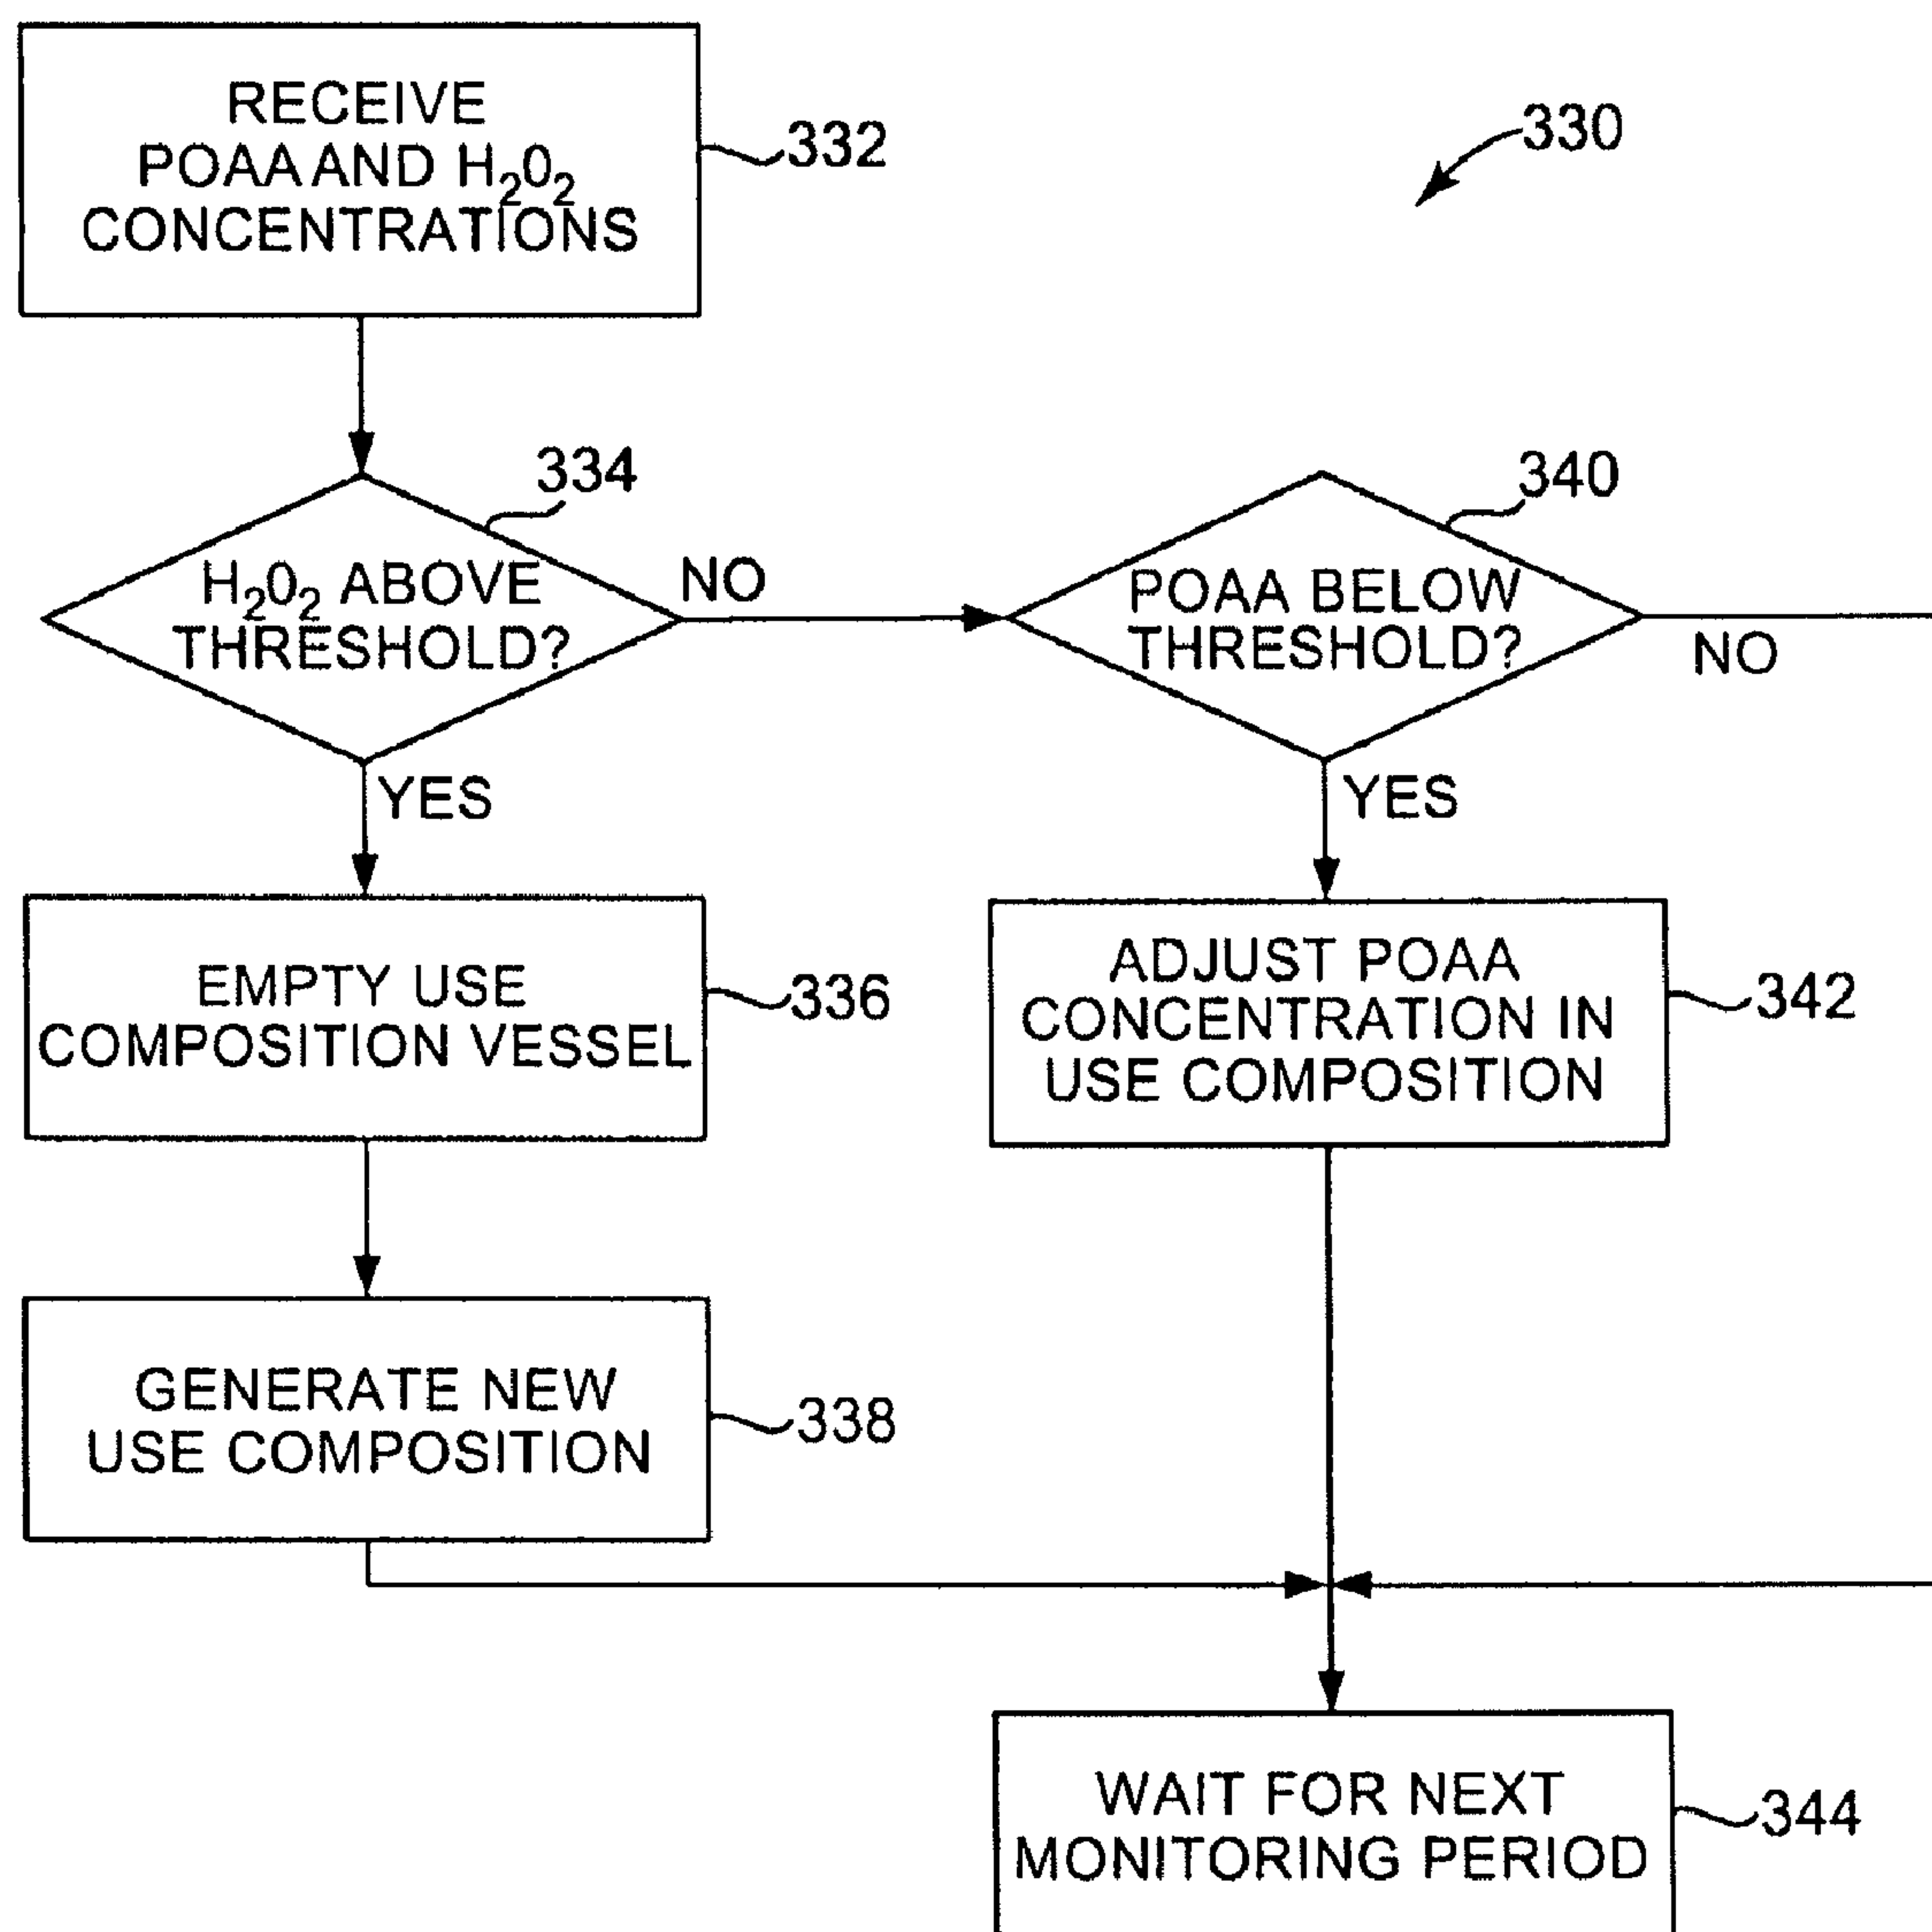 RECEIVE
POAA AND H₂0₂
CONCENTRATIONS
332
330
334
H₂0₂ ABOVE
THRESHOLD?
NO
YES
340
POAA BELOW
THRESHOLD?
NO
YES
EMPTY USE
COMPOSITION VESSEL
336
ADJUST POAA
CONCENTRATION IN
USE COMPOSITION
342
GENERATE NEW
USE COMPOSITION
338
WAIT FOR NEXT
MONITORING PERIOD
344